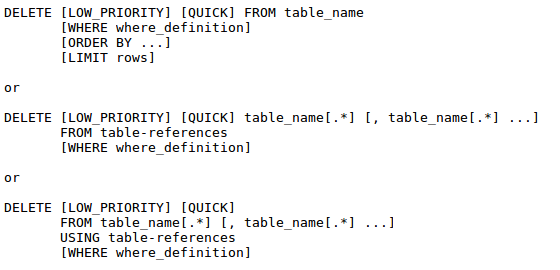 DELETE [LOW_PRIORITY] [QUICK] FROM table_name
[WHERE where_definition]
[ORDER BY ...]
[LIMIT rows]
or
DELETE [LOW_PRIORITY] [QUICK] table_name[.*] [, table_name[.*] ...]
FROM table-references
[WHERE where_definition]
or
DELETE [LOW_PRIORITY] [QUICK]
FROM table_name[.*] [, table_name[.*] ...]
USING table-references
[WHERE where_definition]